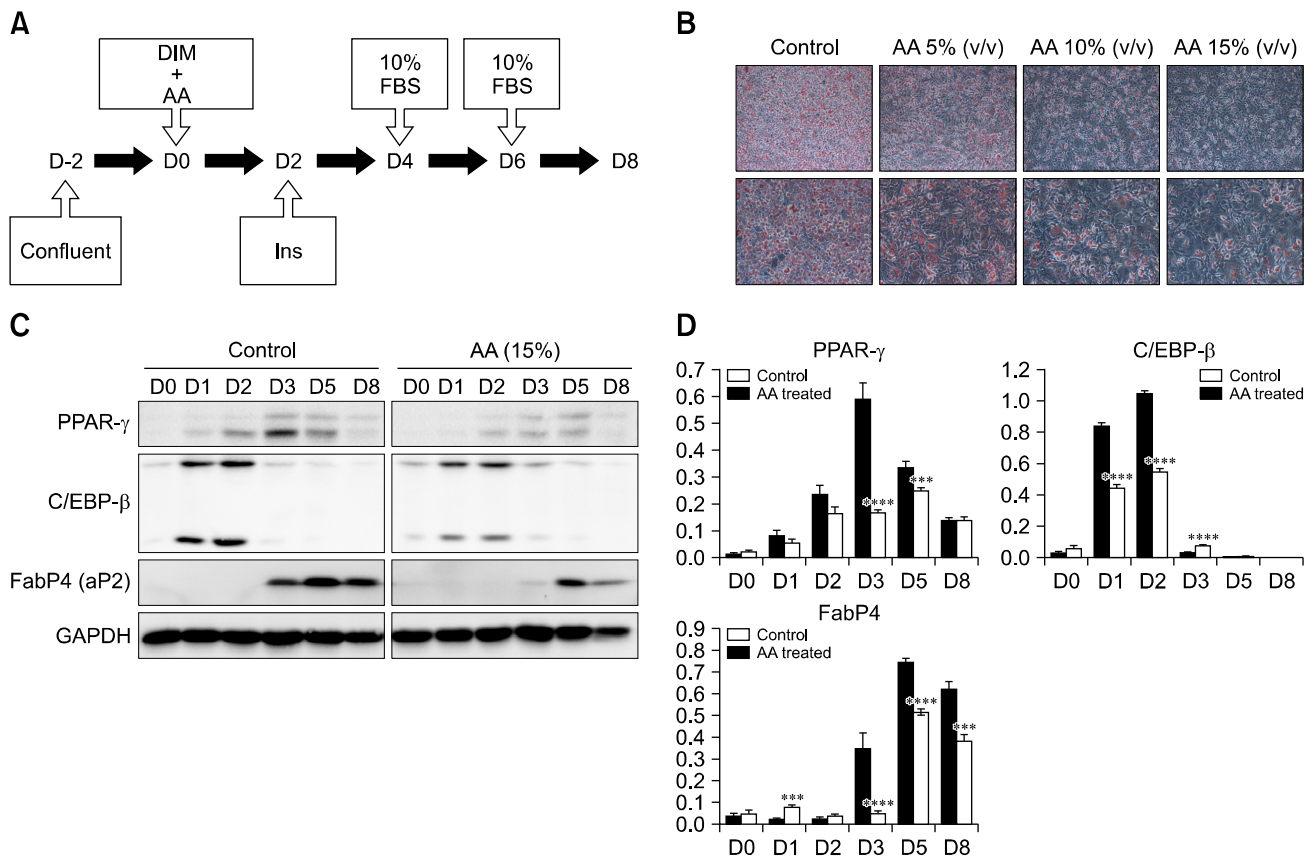 A
DIM
+
AA
10%
FBS
10%
FBS
D-2
D0
D2
D4
D6
D8
Confluent
Ins
B
Control
AA 5% (v/v)
AA 10% (v/v)
AA 15% (v/v)
C
Control
AA (15%)
D0 D1 D2 D3 D5 D8
D0 D1 D2 D3 D5 D8
PPAR-γ
C/EBP-β
FabP4 (aP2)
GAPDH
D
PPAR-γ
0.7
0.6
0.5
0.4
0.3
0.2
0.1
0.0
Control
AA treated
****
***
D0 D1 D2 D3 D5 D8
C/EBP-β
1.2
1.0
0.8
0.6
0.4
0.2
0.0
Control
AA treated
****
****
****
D0 D1 D2 D3 D5 D8
FabP4
0.9
0.8
0.7
0.6
0.5
0.4
0.3
0.2
0.1
0.0
Control
AA treated
***
****
****
***
D0 D1 D2 D3 D5 D8